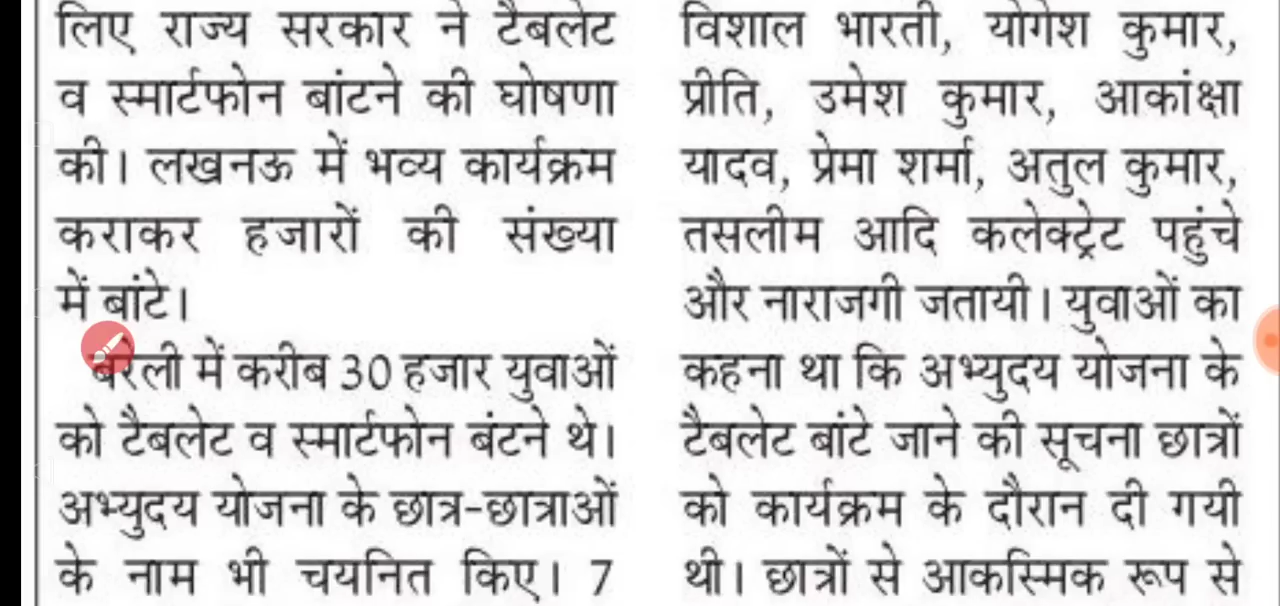 लिए राज्य सरकार ने टैबलेट
व स्मार्टफोन बांटने की घोषणा
की। लखनऊ में भव्य कार्यक्रम
कराकर हजारों की संख्या
में बांटे।
बरेली में करीब 30 हजार युवाओं
को टैबलेट व स्मार्टफोन बंटने थे।
अभ्युदय योजना के छात्र-छात्राओं
के नाम भी चयनित किए। 7
विशाल भारती, योगेश कुमार,
प्रीति, उमेश कुमार, आकांक्षा
यादव, प्रेमा शर्मा, अतुल कुमार,
तसलीम आदि कलेक्ट्रेट पहुंचे
और नाराजगी जतायी। युवाओं का
कहना था कि अभ्युदय योजना के
टैबलेट बांटे जाने की सूचना छात्रों
को कार्यक्रम के दौरान दी गयी
थी। छात्रों से आकस्मिक रूप से